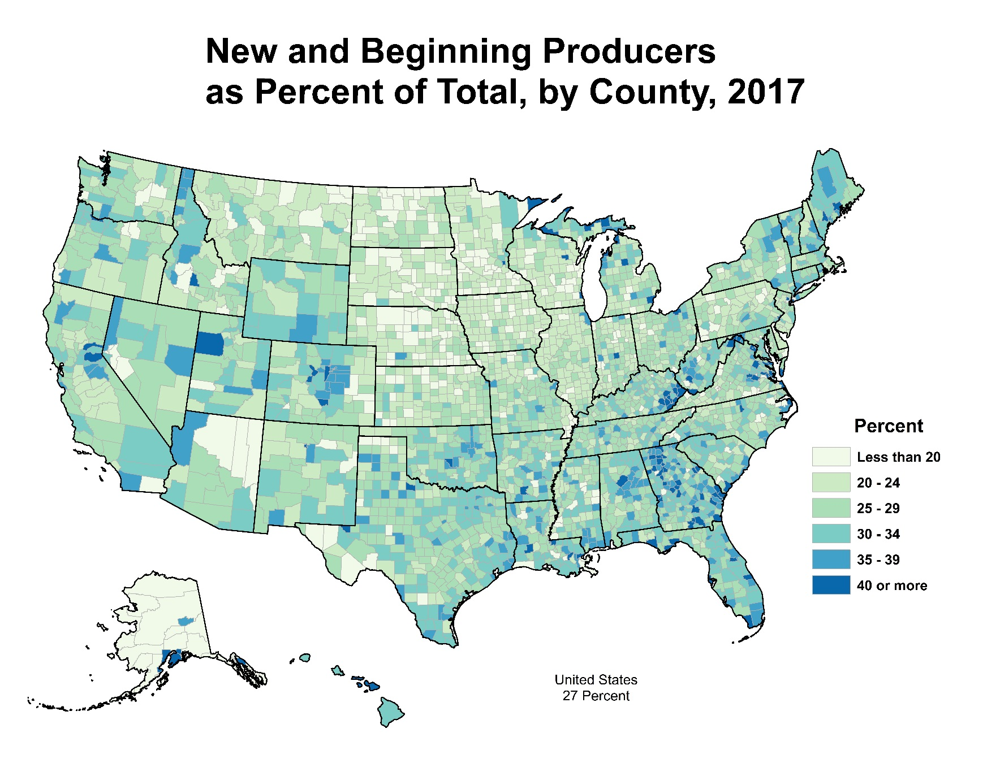 New and Beginning Producers
as Percent of Total, by County, 2017
Percent
Less than 20
20 - 24
25 - 29
30 - 34
35 - 39
40 or more
United States
27 Percent